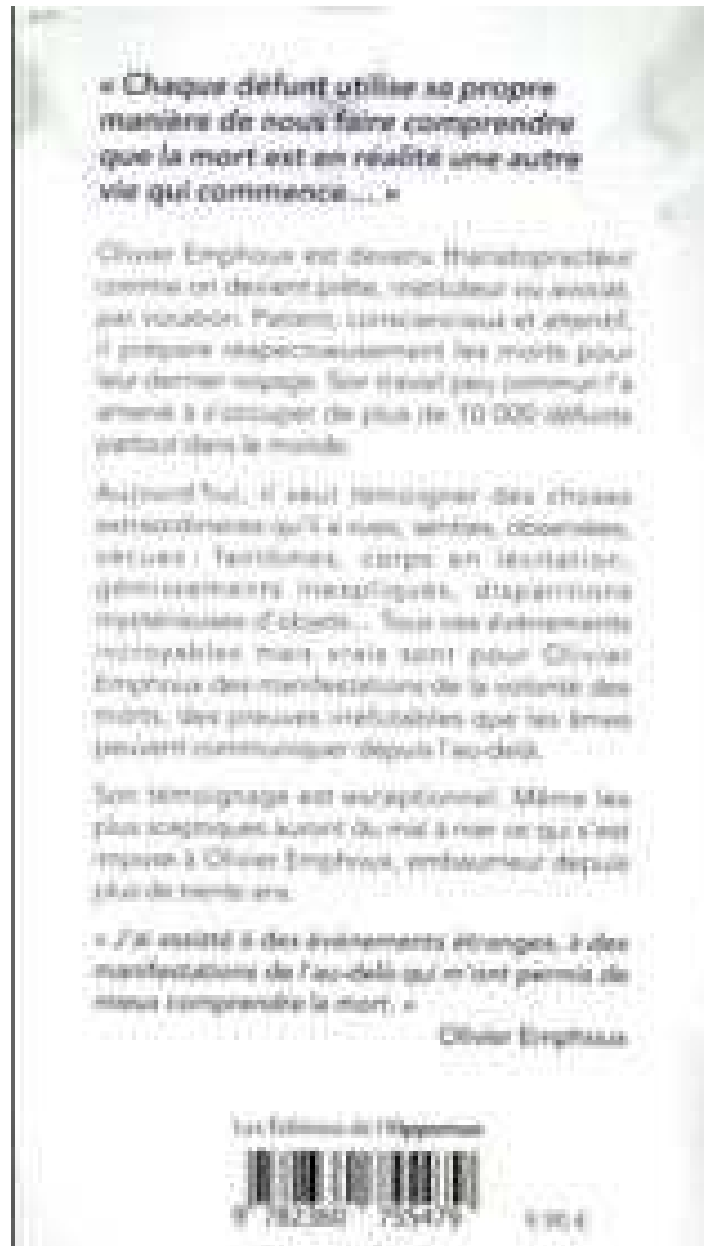 « Chaque défunt utilise sa propre
manière de nous faire comprendre
que la mort est en réalité une autre
vie qui commence... »
Olivier Emphoux est devenu thanatopracteur
comme on devient prêtre, instituteur ou avocat,
par vocation. Patient, consciencieux et attentif,
il prépare respectueusement les morts pour
leur dernier voyage. Son travail peu commun l'a
amené à s'occuper de plus de 10 000 défunts
partout dans le monde.
Aujourd'hui, il veut témoigner des choses
extraordinaires qu'il a vues, senties, observées,
vécues : fantômes, corps en lévitation,
gémissements inexpliqués, disparitions
mystérieuses d'objets... Tous ces événements
incroyables mais vrais sont pour Olivier
Emphoux des manifestations de la volonté des
morts, des preuves irréfutables que les âmes
peuvent communiquer depuis l'au-delà.
Son témoignage est exceptionnel. Même les
plus sceptiques auront du mal à nier ce qui s'est
imposé à Olivier Emphoux, embaumeur depuis
plus de trente ans.
« J'ai assisté à des événements étranges, à des
manifestations de l'au-delà qui m'ont permis de
mieux comprendre la mort. »
Olivier Emphoux
Les Éditions de l'Opportun
9 782360 755479
9,90 €